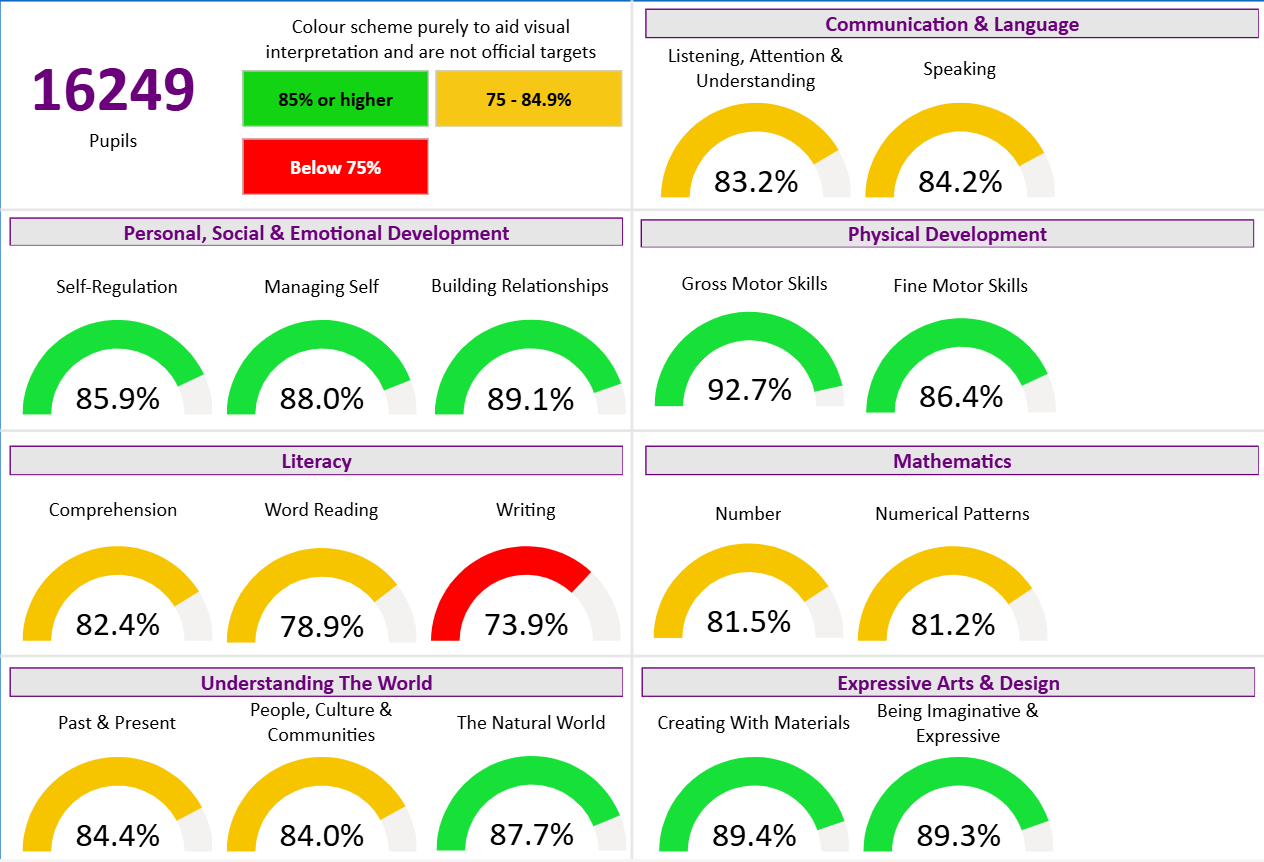 16249
Pupils
Colour scheme purely to aid visual
interpretation and are not official targets
85% or higher
75 - 84.9%
Below 75%
Communication & Language
Listening, Attention &
Understanding
83.2%
Speaking
84.2%
Personal, Social & Emotional Development
Self-Regulation
85.9%
Managing Self
88.0%
Building Relationships
89.1%
Physical Development
Gross Motor Skills
92.7%
Fine Motor Skills
86.4%
Literacy
Comprehension
82.4%
Word Reading
78.9%
Writing
73.9%
Mathematics
Number
81.5%
Numerical Patterns
81.2%
Understanding The World
Past & Present
84.4%
People, Culture &
Communities
84.0%
The Natural World
87.7%
Expressive Arts & Design
Creating With Materials
89.4%
Being Imaginative &
Expressive
89.3%